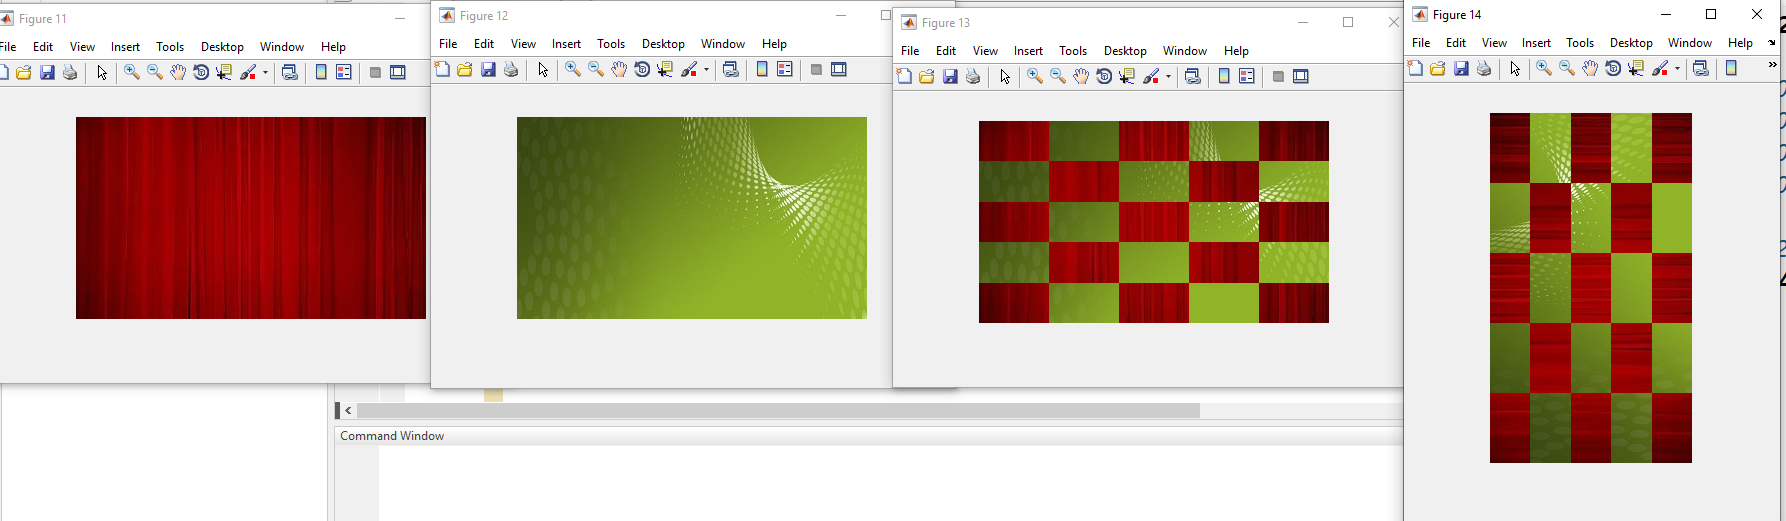 Figure 11
File Edit View Insert Tools Desktop Window Help
Figure 12
File Edit View Insert Tools Desktop Window Help
Figure 13
File Edit View Insert Tools Desktop Window Help
Figure 14
File Edit View Insert Tools Desktop Window Help
Command Window